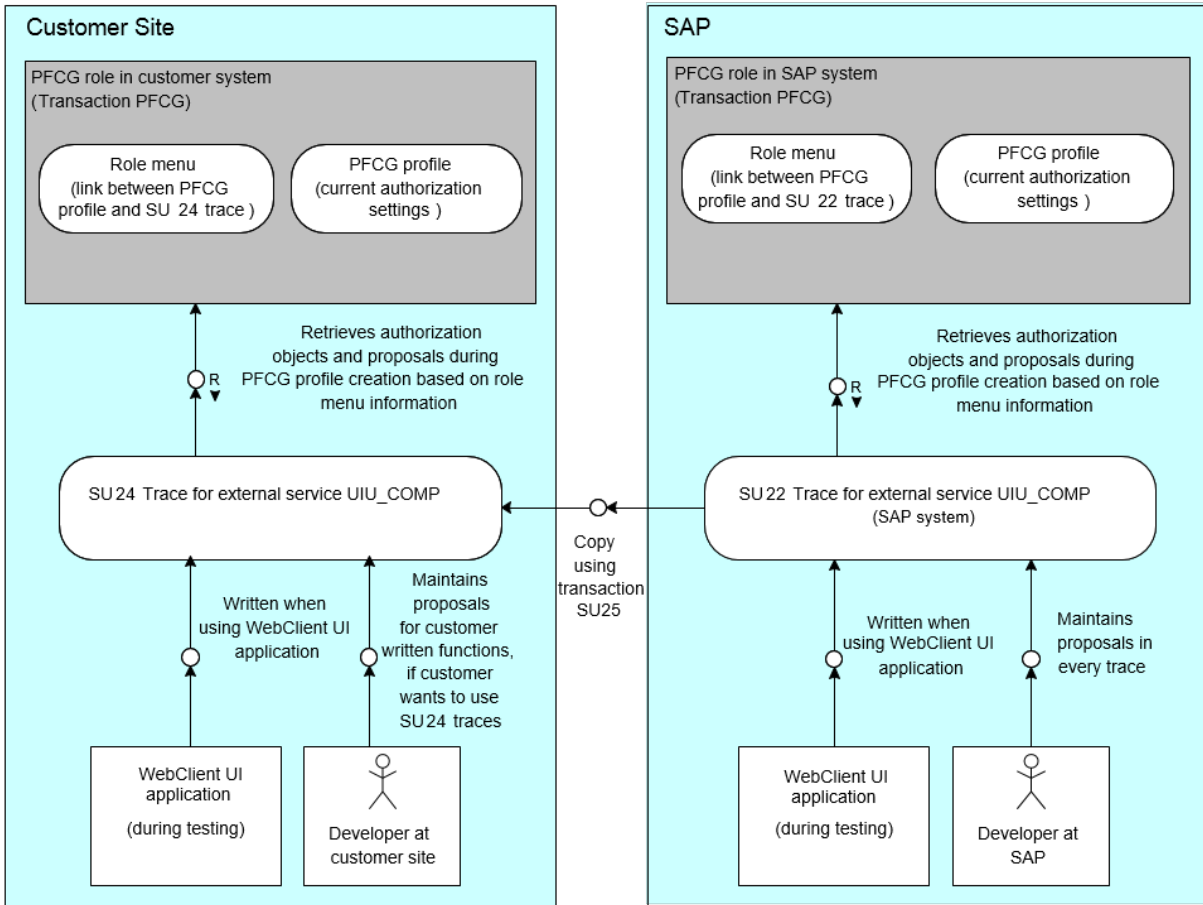 Customer Site
PFCG role in customer system
(Transaction PFCG)
Role menu
(link between PFCG
profile and SU 24 trace )
PFCG profile
(current authorization
settings )
Retrieves authorization
objects and proposals during
PFCG profile creation based on role
menu information
R
SU24 Trace for external service UIU_COMP
Written when
using WebClient UI
application
Maintains
proposals
for customer
written functions,
if customer
wants to use
SU24 traces
WebClient UI
application
(during testing)
Developer at
customer site
Copy
using
transaction
SU25
SAP
PFCG role in SAP system
(Transaction PFCG)
Role menu
(link between PFCG
profile and SU 22 trace )
PFCG profile
(current authorization
settings )
Retrieves authorization
objects and proposals during
PFCG profile creation based on role
menu information
R
SU22 Trace for external service UIU_COMP
(SAP system)
Written when
using WebClient UI
application
Maintains
proposals in
every trace
WebClient UI
application
(during testing)
Developer at
SAP